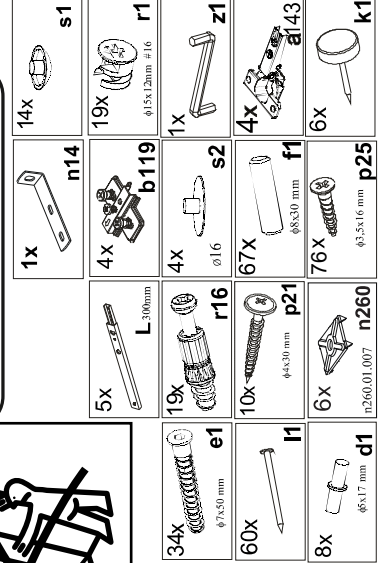 14x
s1
19x
r1
ϕ15x12mm #16
1x
z1
4x
a143
6x
k1
1x
n14
4x
b119
4x
s2
⌀16
67x
f1
ϕ8x30 mm
76x
p25
ϕ3,5x16 mm
5x
L 300mm
19x
r16
10x
p21
ϕ4x30 mm
6x
n260
n260.01.007
34x
e1
ϕ7x50 mm
60x
l1
8x
d1
ϕ5x17 mm